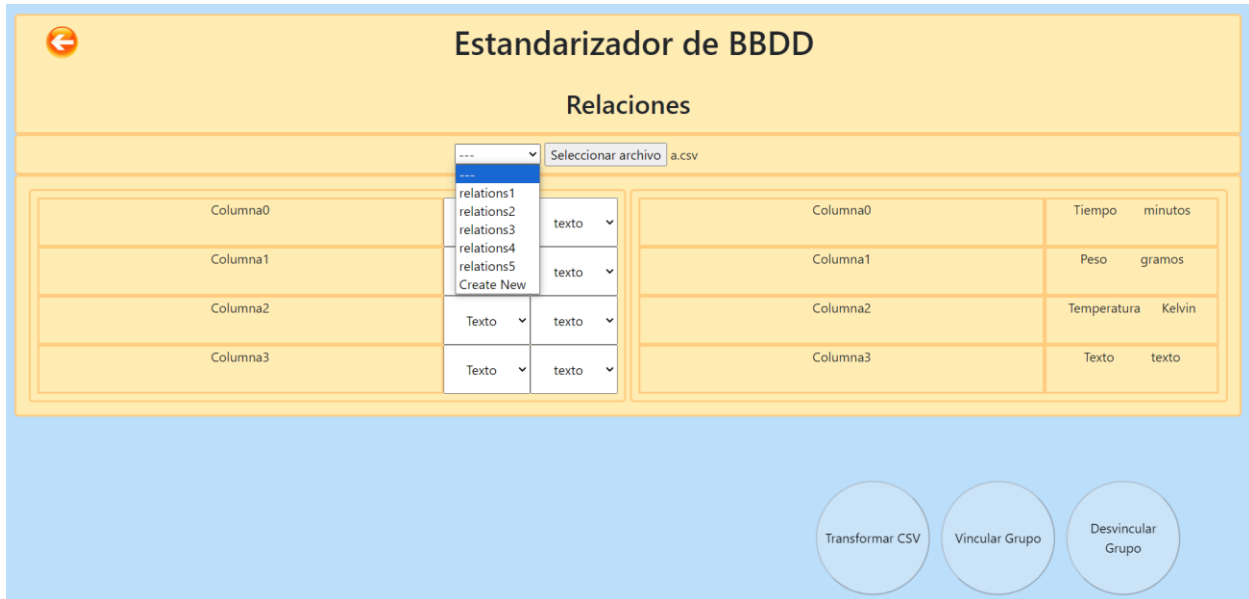 Estandarizador de BBDD
Relaciones
--- Seleccionar archivo a.csv
---
relations1
relations2
relations3
relations4
relations5
Create New
Columna0 texto
Columna1 texto
Columna2 Texto texto
Columna3 Texto texto
Columna0 Tiempo minutos
Columna1 Peso gramos
Columna2 Temperatura Kelvin
Columna3 Texto texto
Transformar CSV
Vincular Grupo
Desvincular
Grupo